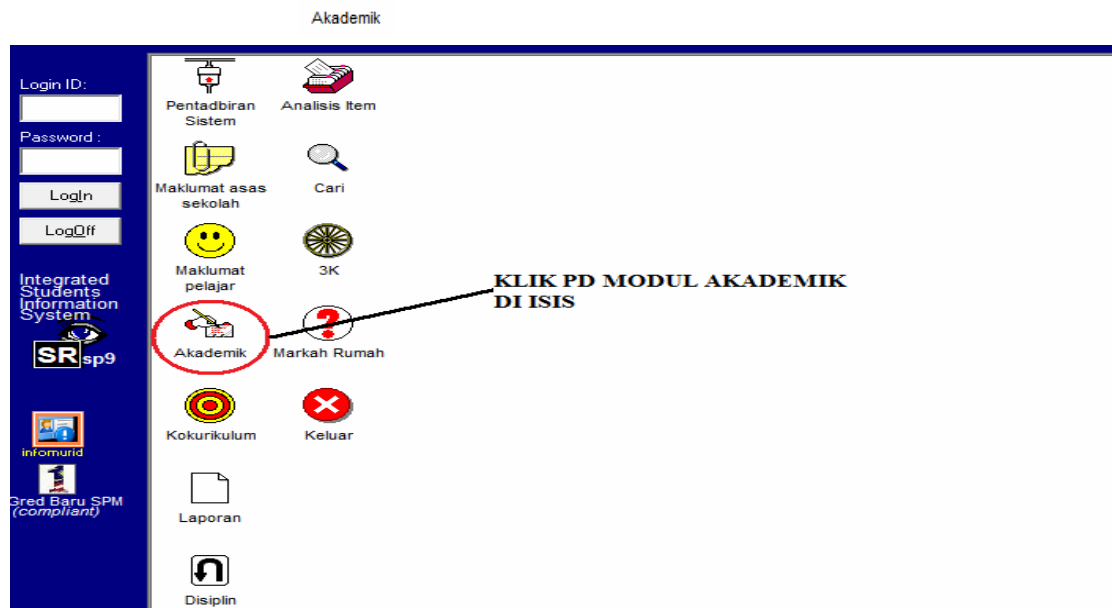 Akademik
Login ID:
Password :
LogIn
LogOff
Integrated
Students
Information
System
SR sp9
infomurid
1
Gred Baru SPM
(compliant)
Pentadbiran
Sistem
Analisis Item
Maklumat asas
sekolah
Cari
Maklumat
pelajar
3K
Akademik
Markah Rumah
Kokurikulum
Keluar
Laporan
Disiplin
KLIK PD MODUL AKADEMIK
DI ISIS